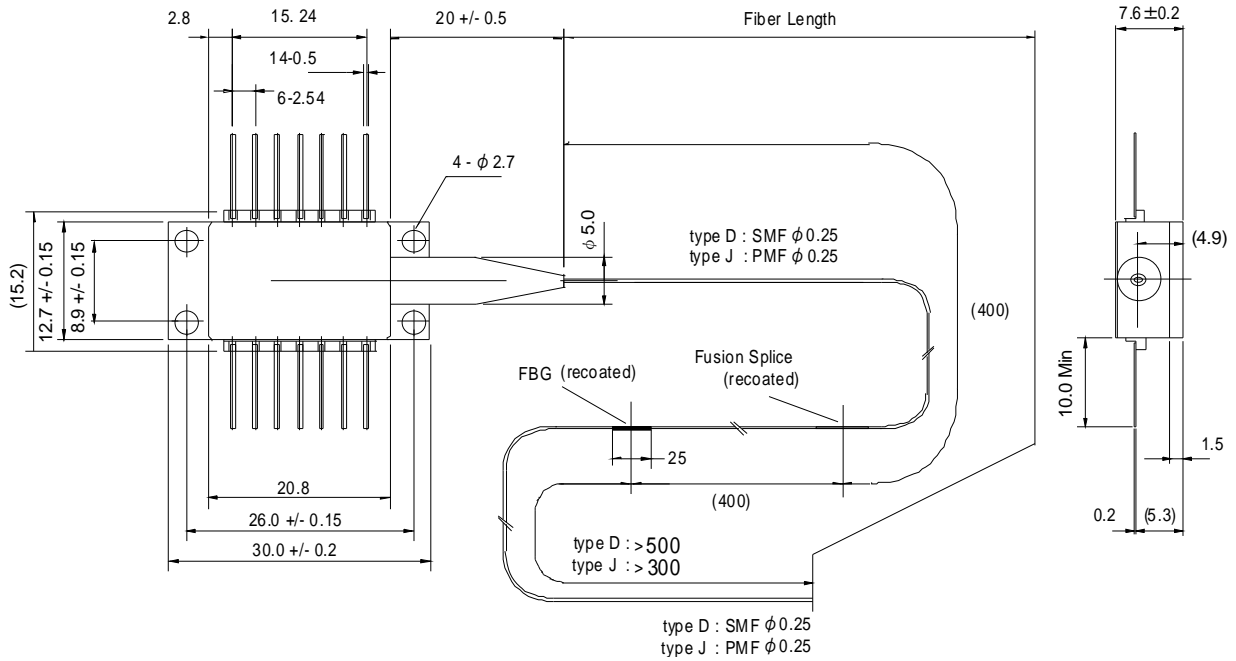 2.8
15.24
20 +/- 0.5
Fiber Length
7.6 ±0.2
14-0.5
6-2.54
4 - ϕ 2.7
ϕ 5.0
type D : SMF ϕ 0.25
type J : PMF ϕ 0.25
(4.9)
(15.2)
12.7 +/- 0.15
8.9 +/- 0.15
(400)
Fusion Splice
(recoated)
FBG (recoated)
10.0 Min
25
1.5
20.8
(400)
26.0 +/- 0.15
0.2
(5.3)
30.0 +/- 0.2
type D : >500
type J : >300
type D : SMF ϕ 0.25
type J : PMF ϕ 0.25